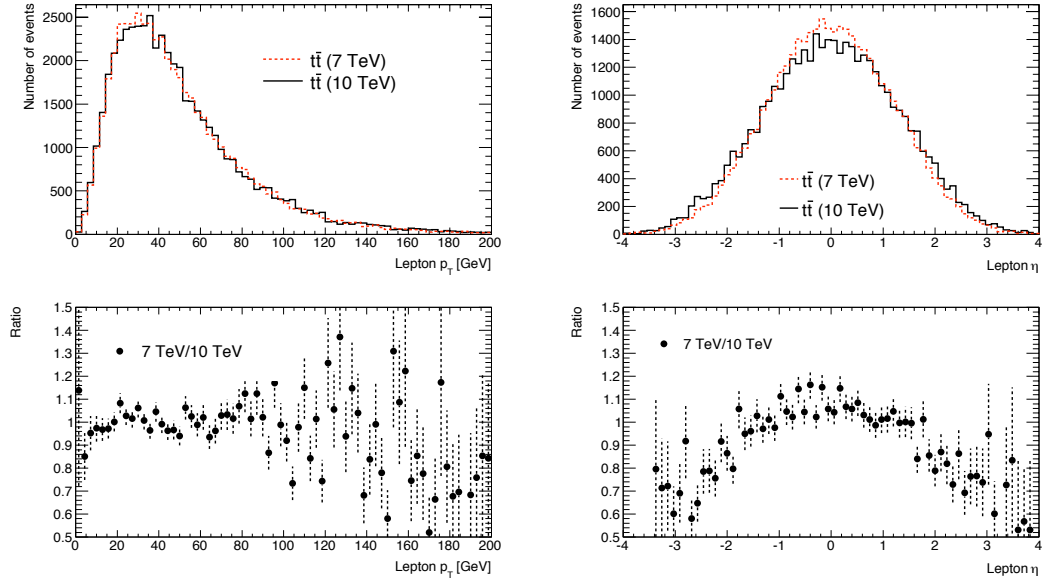 Number of events
2500
2000
1500
1000
500
0
tt̄ (7 TeV)
tt̄ (10 TeV)
0 20 40 60 80 100 120 140 160 180 200
Lepton p_T [GeV]
Number of events
1600
1400
1200
1000
800
600
400
200
0
tt̄ (7 TeV)
tt̄ (10 TeV)
-4 -3 -2 -1 0 1 2 3 4
Lepton η
Ratio
1.5
1.4
1.3
1.2
1.1
1
0.9
0.8
0.7
0.6
0.5
7 TeV/10 TeV
0 20 40 60 80 100 120 140 160 180 200
Lepton p_T [GeV]
Ratio
1.5
1.4
1.3
1.2
1.1
1
0.9
0.8
0.7
0.6
0.5
7 TeV/10 TeV
-4 -3 -2 -1 0 1 2 3 4
Lepton η